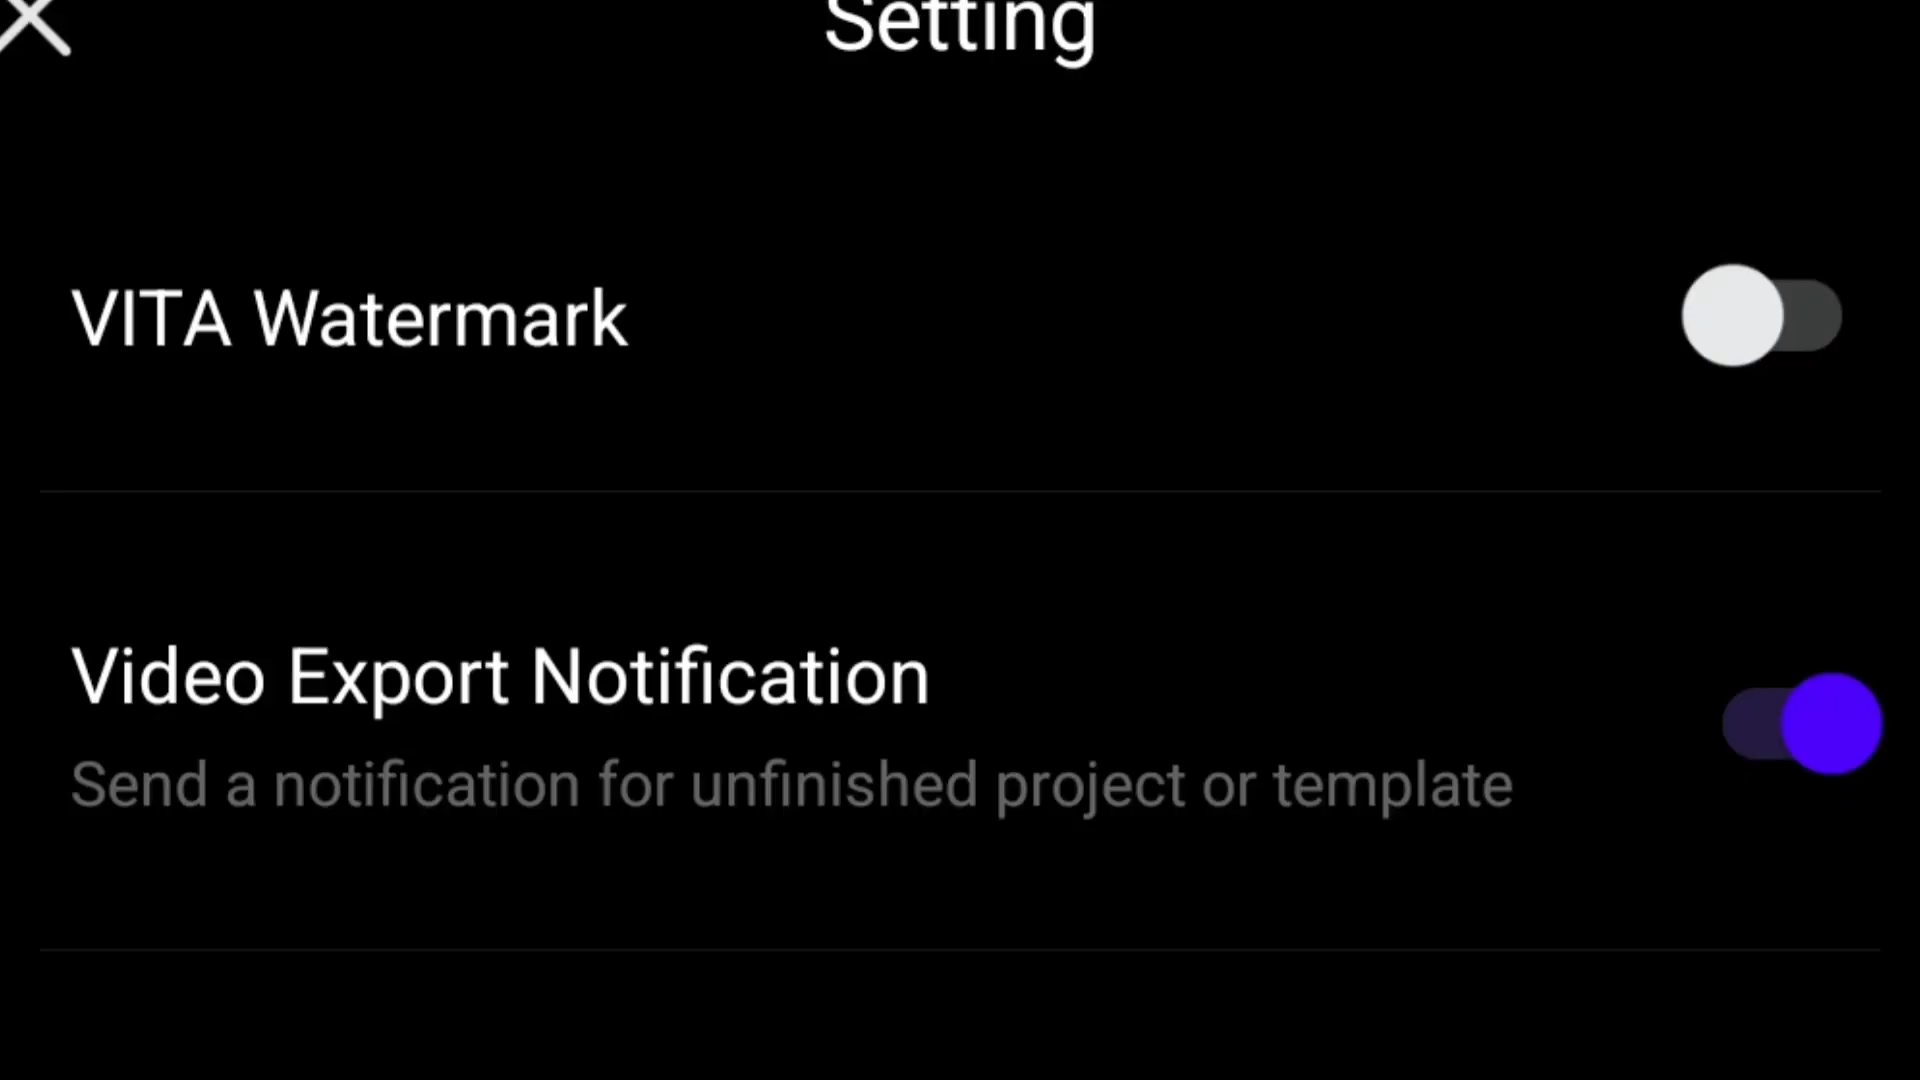 Setting
VITA Watermark
Video Export Notification
Send a notification for unfinished project or template